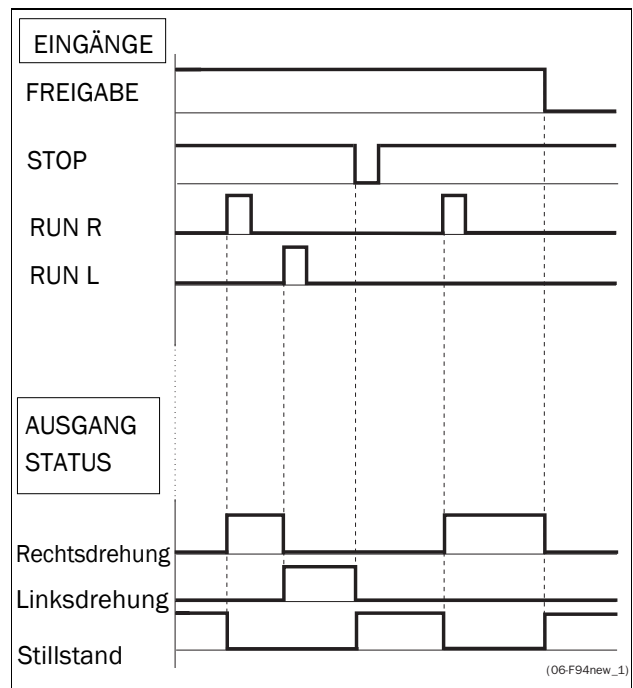 EINGÄNGE
FREIGABE
STOP
RUN R
RUN L
AUSGANG
STATUS
Rechtsdrehung
Linksdrehung
Stillstand
(06-F94new_1)